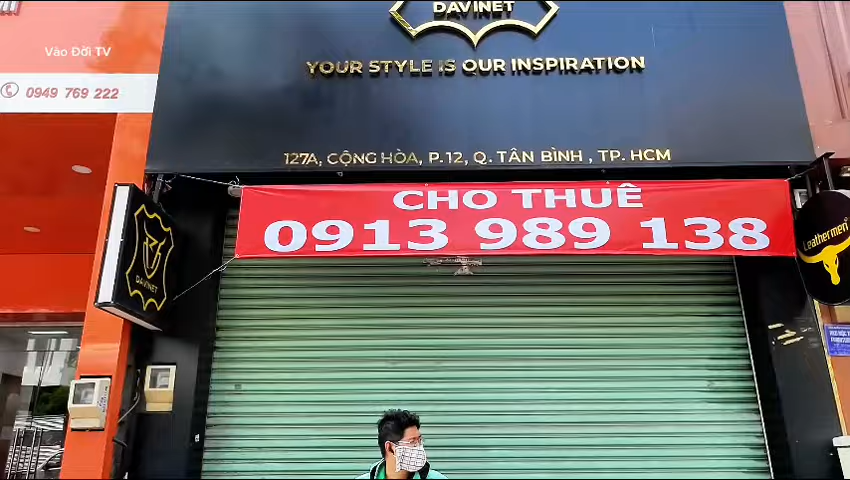 DAVINET
Vào Đời TV
YOUR STYLE IS OUR INSPIRATION
0949 769 222
127A, CỘNG HÒA, P.12, Q. TÂN BÌNH , TP. HCM
CHO THUÊ
0913 989 138
DAVINET
Leathermen